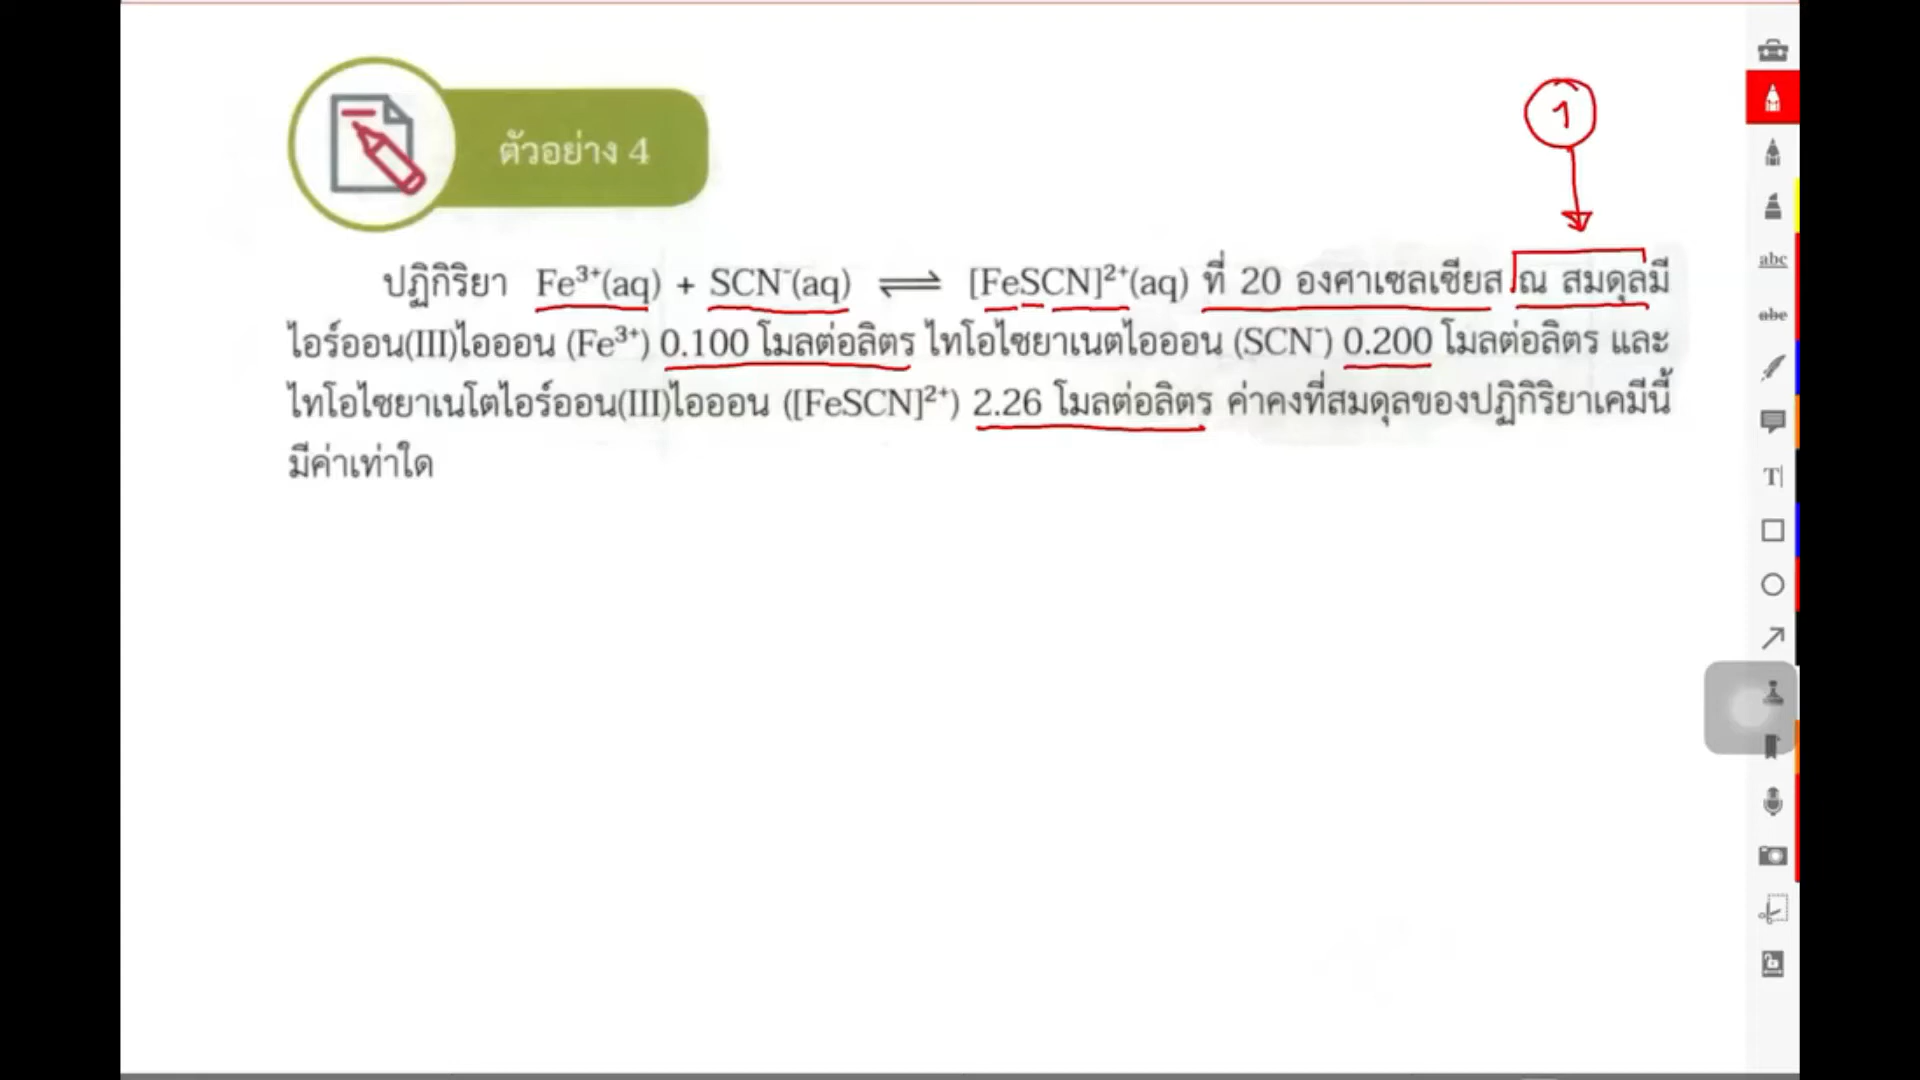 ตัวอย่าง 4
1
ปฏิกิริยา Fe³⁺(aq) + SCN⁻(aq) ⇌ [FeSCN]²⁺(aq) ที่ 20 องศาเซลเซียส ณ สมดุลมี
ไอร์ออน(III)ไอออน (Fe³⁺) 0.100 โมลต่อลิตร ไทโอไซยาเนตไอออน (SCN⁻) 0.200 โมลต่อลิตร และ
ไทโอไซยาเนโตไอร์ออน(III)ไอออน ([FeSCN]²⁺) 2.26 โมลต่อลิตร ค่าคงที่สมดุลของปฏิกิริยาเคมีนี้
มีค่าเท่าใด
abc
abc
T